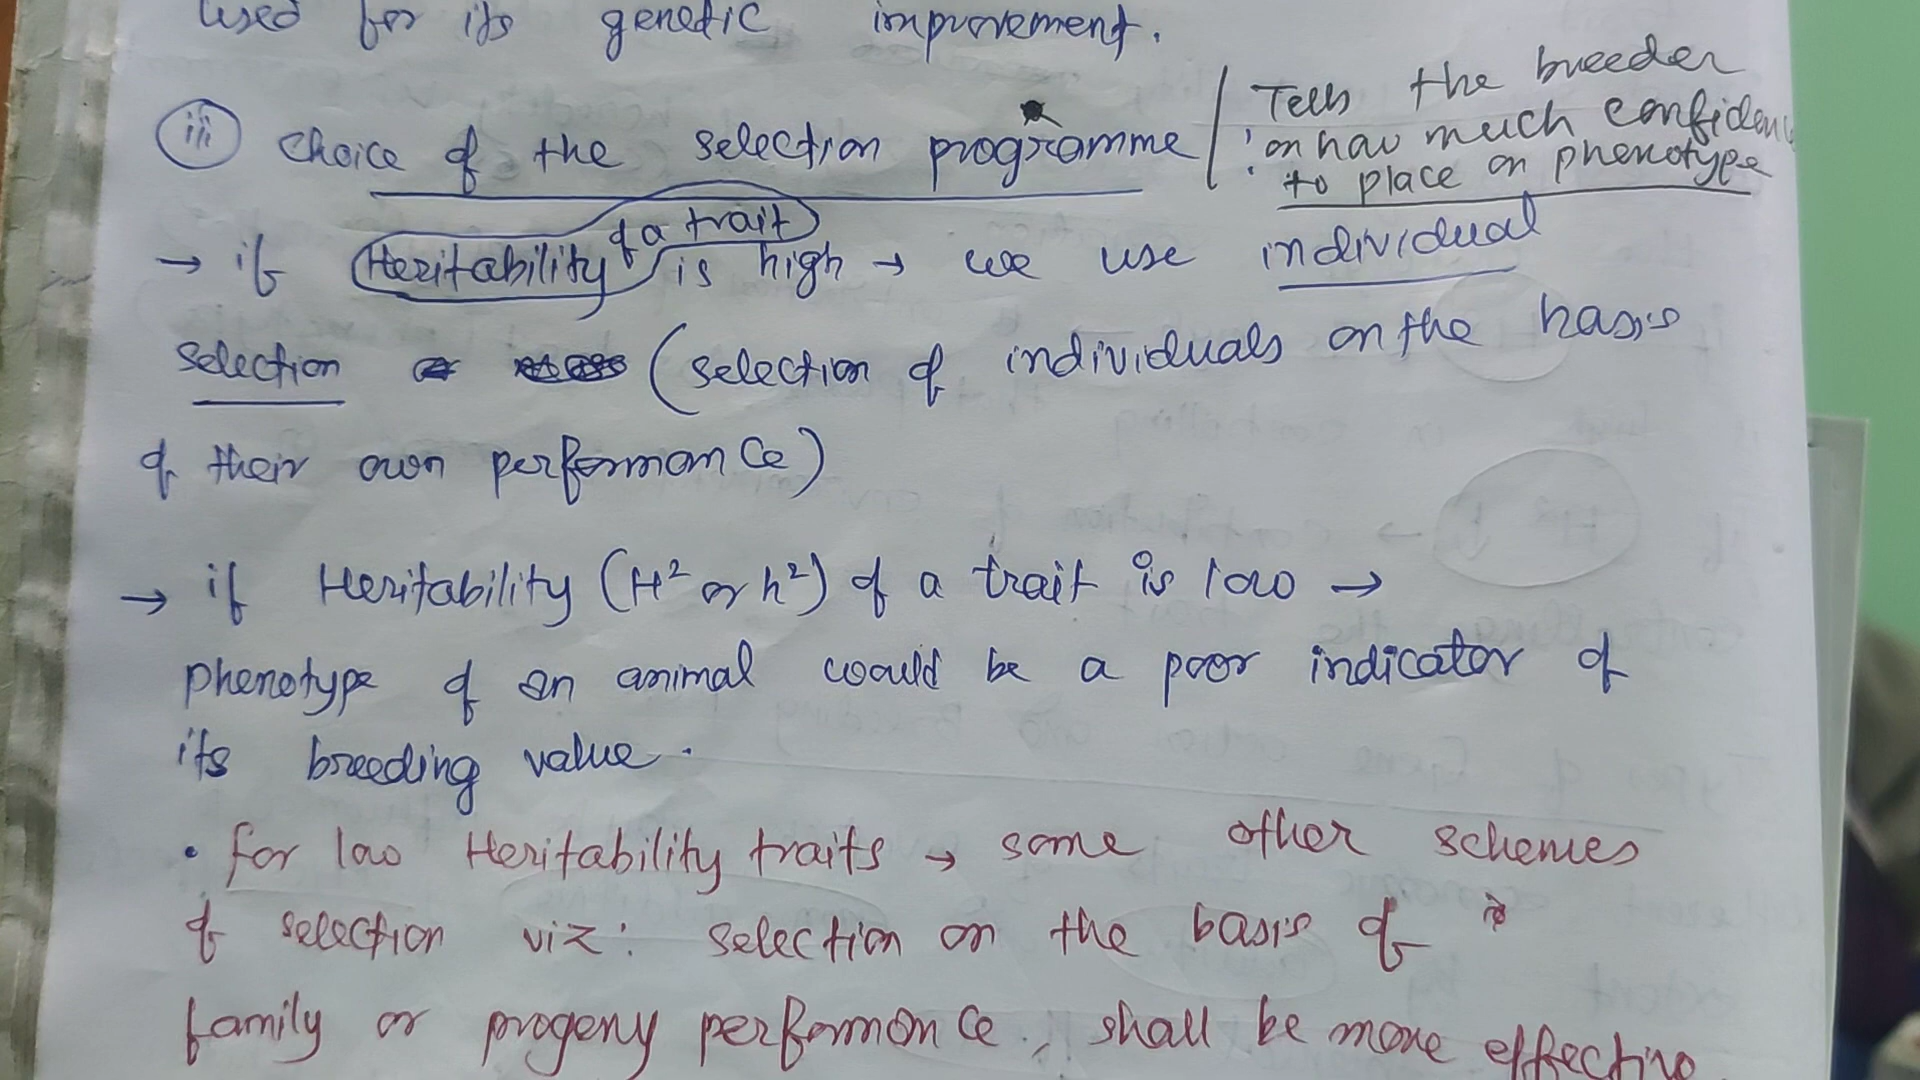 used for its genetic improvement.
iii Choice of the selection programme
Tells the breeder
on how much confidenc
to place on phenotype
→ if Heritability of a trait is high → we use individual
selection (selection of individuals on the basis
of their own performance)
→ if Heritability (H² or h²) of a trait is low →
phenotype of an animal would be a poor indicator of
its breeding value.
• for low Heritability traits → some other schemes
of selection viz: selection on the basis of
family or progeny performance, shall be more effective